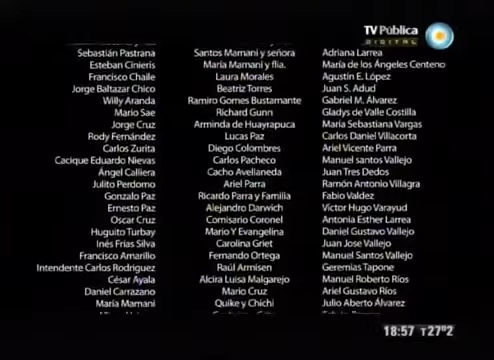 TV Pública
DIGITAL
Sebastián Pastrana
Esteban Cinieris
Francisco Chaile
Jorge Baltazar Chico
Willy Aranda
Mario Sae
Jorge Cruz
Rody Fernández
Carlos Zurita
Cacique Eduardo Nievas
Ángel Calliera
Julito Perdomo
Gonzalo Paz
Ernesto Paz
Oscar Cruz
Huguito Turbay
Inés Frias Silva
Francisco Amarillo
Intendente Carlos Rodriguez
César Ayala
Daniel Carrazano
María Mamani
Santos Mamani y señora
María Mamani y flia.
Laura Morales
Beatriz Torres
Ramiro Gomes Bustamante
Richard Gunn
Arminda de Huayrapuca
Lucas Paz
Diego Colombres
Carlos Pacheco
Cacho Avellaneda
Ariel Parra
Ricardo Parra y Familia
Alejandro Darwich
Comisario Coronel
Mario Y Evangelina
Carolina Griet
Fernando Ortega
Raúl Armisen
Alcira Luisa Malgarejo
Mario Cruz
Quike y Chichi
Adriana Larrea
María de los Ángeles Centeno
Agustín E. López
Juan S. Adud
Gabriel M. Álvarez
Gladys de Valle Costilla
María Sebastiana Vargas
Carlos Daniel Villacorta
Ariel Vicente Parra
Manuel santos Vallejo
Juan Tres Dedos
Ramón Antonio Villagra
Fabio Valdez
Víctor Hugo Varayud
Antonia Esther Larrea
Daniel Gustavo Vallejo
Juan Jose Vallejo
Manuel Santos Vallejo
Geremias Tapone
Manuel Roberto Ríos
Ariel Gustavo Ríos
Julio Aberto Álvarez
18:57 T27º2